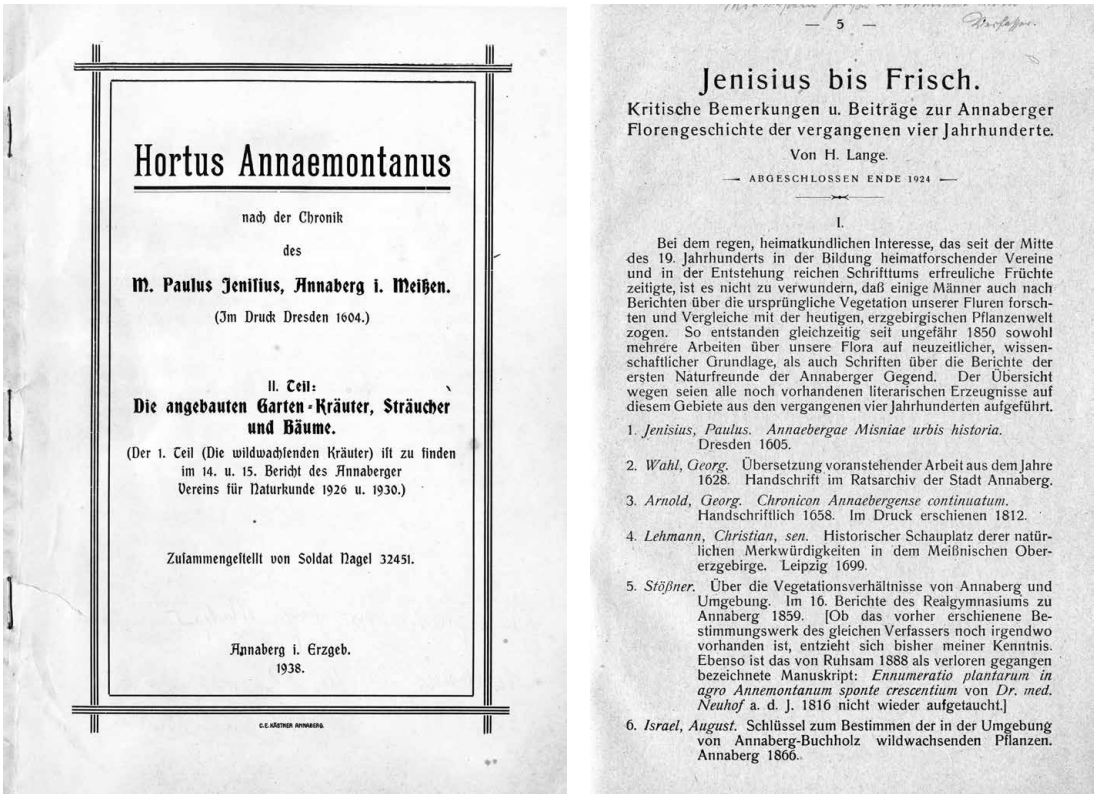 Hortus Annaemontanus
nach der Chronik
des
M. Paulus Jenisius, Annaberg i. Meißen.
(Im Druck Dresden 1604.)
II. Teil:
Die angebauten Garten-Kräuter, Sträucher
und Bäume.
(Der 1. Teil (Die wildwachsenden Kräuter) ist zu finden
im 14. u. 15. Bericht des Annaberger
Vereins für Naturkunde 1926 u. 1930.)
Zusammengestellt von Soldat Nagel 32451.
Annaberg i. Erzgeb.
1938.
C.E. KÄSTNER ANNABERG.
— 5 —
Verfasser.
Jenisius bis Frisch.
Kritische Bemerkungen u. Beiträge zur Annaberger
Florengeschichte der vergangenen vier Jahrhunderte.
Von H. Lange.
— ABGESCHLOSSEN ENDE 1924 —
I.
Bei dem regen, heimatkundlichen Interesse, das seit der Mitte
des 19. Jahrhunderts in der Bildung heimatforschender Vereine
und in der Entstehung reichen Schrifttums erfreuliche Früchte
zeitigte, ist es nicht zu verwundern, daß einige Männer auch nach
Berichten über die ursprüngliche Vegetation unserer Fluren forsch-
ten und Vergleiche mit der heutigen, erzgebirgischen Pflanzenwelt
zogen. So entstanden gleichzeitig seit ungefähr 1850 sowohl
mehrere Arbeiten über unsere Flora auf neuzeitlicher, wissen-
schaftlicher Grundlage, als auch Schriften über die Berichte der
ersten Naturfreunde der Annaberger Gegend. Der Übersicht
wegen seien alle noch vorhandenen literarischen Erzeugnisse auf
diesem Gebiete aus den vergangenen vier Jahrhunderten aufgeführt.
1. Jenisius, Paulus. Annaebergae Misniae urbis historia.
Dresden 1605.
2. Wahl, Georg. Übersetzung voranstehender Arbeit aus dem Jahre
1628. Handschrift im Ratsarchiv der Stadt Annaberg.
3. Arnold, Georg. Chronicon Annaebergense continuatum.
Handschriftlich 1658. Im Druck erschienen 1812.
4. Lehmann, Christian, sen. Historischer Schauplatz derer natür-
lichen Merkwürdigkeiten in dem Meißnischen Ober-
erzgebirge. Leipzig 1699.
5. Stößner. Über die Vegetationsverhältnisse von Annaberg und
Umgebung. Im 16. Berichte des Realgymnasiums zu
Annaberg 1859. [Ob das vorher erschienene Be-
stimmungswerk des gleichen Verfassers noch irgendwo
vorhanden ist, entzieht sich bisher meiner Kenntnis.
Ebenso ist das von Ruhsam 1888 als verloren gegangen
bezeichnete Manuskript: Ennumeratio plantarum in
agro Annemontanum sponte crescentium von Dr. med.
Neuhof a. d. J. 1816 nicht wieder aufgetaucht.]
6. Israel, August. Schlüssel zum Bestimmen der in der Umgebung
von Annaberg-Buchholz wildwachsenden Pflanzen.
Annaberg 1866.